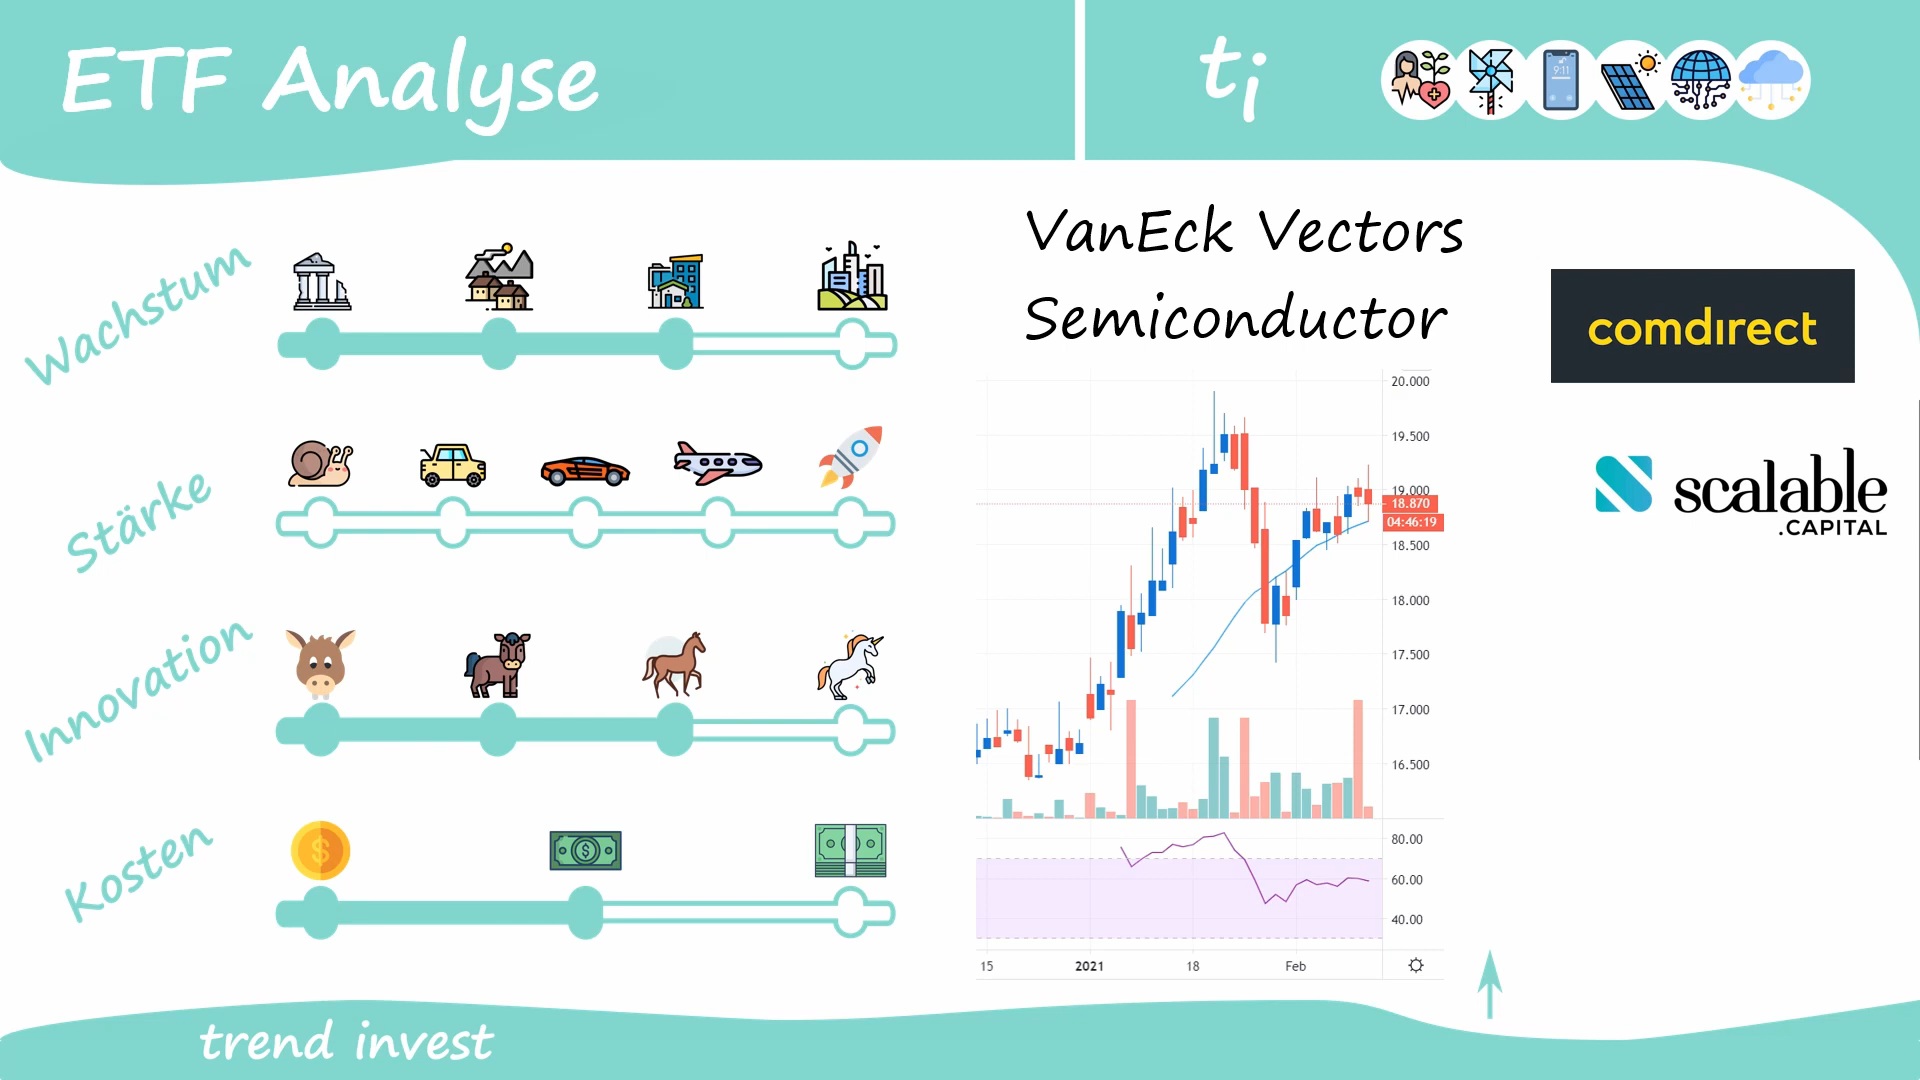 ETF Analyse
ti
9:11
VanEck Vectors
Semiconductor
comdirect
scalable
.CAPITAL
Wachstum
Stärke
Innovation
Kosten
20.000
19.500
19.000
18.870
04:46:19
18.500
18.000
17.500
17.000
16.500
80.00
60.00
40.00
15 2021 18 Feb
trend invest